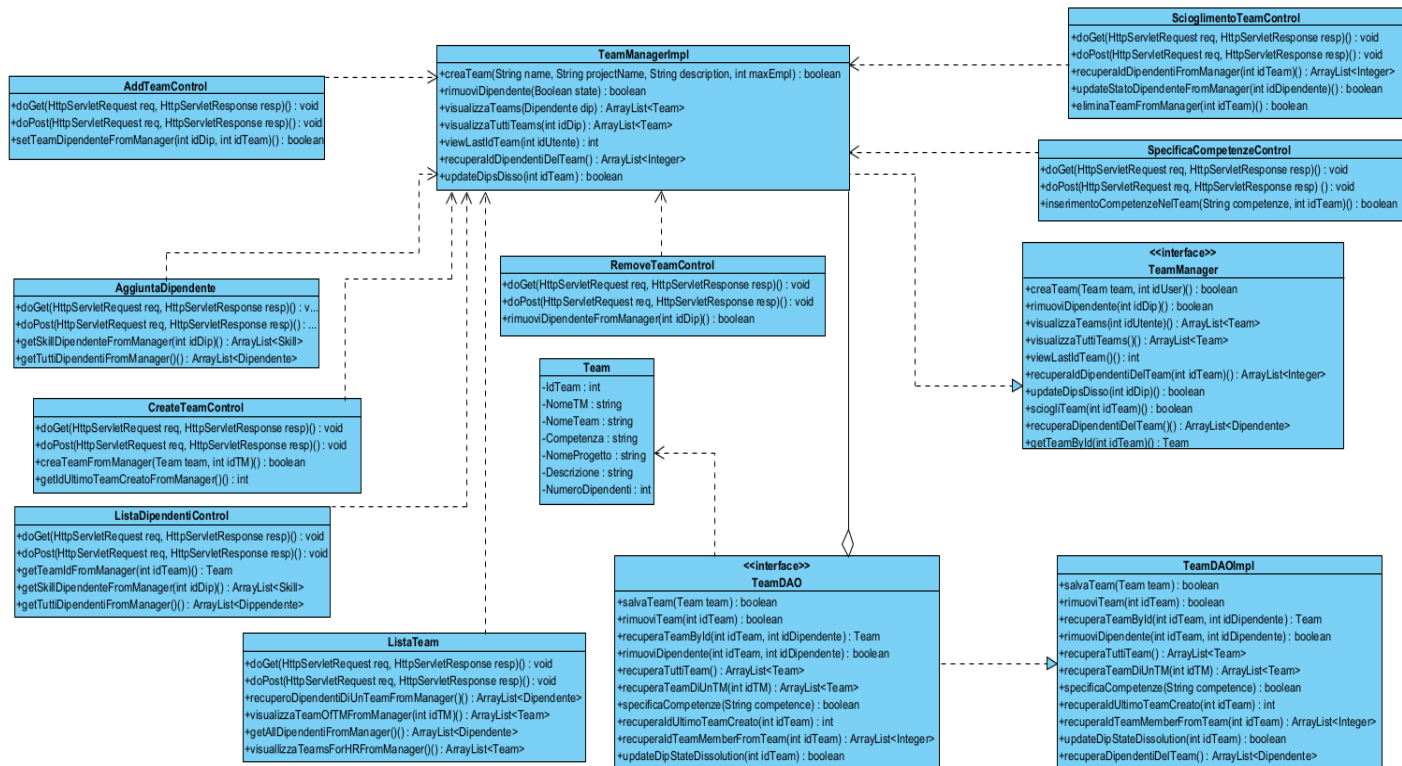 ScioglimentoTeamControl
+doGet(HttpServletRequest req, HttpServletResponse resp)() : void
+doPost(HttpServletRequest req, HttpServletResponse resp)() : void
+recuperaIdDipendentiFromManager(int idTeam)() : ArrayList<Integer>
+updateStatoDipendenteFromManager(int idDipendente)() : boolean
+eliminaTeamFromManager(int idTeam)() : boolean
TeamManagerImpl
+creaTeam(String name, String projectName, String description, int maxEmpl) : boolean
+rimuoviDipendente(Boolean state) : boolean
+visualizzaTeams(Dipendente dip) : ArrayList<Team>
+visualizzaTuttiTeams(int idDip) : ArrayList<Team>
+viewLastIdTeam(int idUtente) : int
+recuperaIdDipendentiDelTeam() : ArrayList<Integer>
+updateDipsDisso(int idTeam) : boolean
AddTeamControl
+doGet(HttpServletRequest req, HttpServletResponse resp)() : void
+doPost(HttpServletRequest req, HttpServletResponse resp)() : void
+setTeamDipendenteFromManager(int idDip, int idTeam)() : boolean
SpecificaCompetenzeControl
+doGet(HttpServletRequest req, HttpServletResponse resp)() : void
+doPost(HttpServletRequest req, HttpServletResponse resp) () : void
+inserimentoCompetenzeNelTeam(String competenze, int idTeam)() : boolean
<<interface>>
TeamManager
+creaTeam(Team team, int idUser)() : boolean
+rimuoviDipendente(int idDip)() : boolean
+visualizzaTeams(int idUtente)() : ArrayList<Team>
+visualizzaTuttiTeams()() : ArrayList<Team>
+viewLastIdTeam()() : int
+recuperaIdDipendentiDelTeam(int idTeam)() : ArrayList<Integer>
+updateDipsDisso(int idDip)() : boolean
+sciogliTeam(int idTeam)() : boolean
+recuperaDipendentiDelTeam()() : ArrayList<Dipendente>
+getTeamById(int idTeam)() : Team
RemoveTeamControl
+doGet(HttpServletRequest req, HttpServletResponse resp)() : void
+doPost(HttpServletRequest req, HttpServletResponse resp)() : void
+rimuoviDipendenteFromManager(int idDip)() : boolean
AggiuntaDipendente
+doGet(HttpServletRequest req, HttpServletResponse resp)() : v...
+doPost(HttpServletRequest req, HttpServletResponse resp)() : ...
+getSkillDipendenteFromManager(int idDip)() : ArrayList<Skill>
+getTuttiDipendentiFromManager()() : ArrayList<Dipendente>
Team
-IdTeam : int
-NomeTM : string
-NomeTeam : string
-Competenza : string
-NomeProgetto : string
-Descrizione : string
-NumeroDipendenti : int
CreateTeamControl
+doGet(HttpServletRequest req, HttpServletResponse resp)() : void
+doPost(HttpServletRequest req, HttpServletResponse resp)() : void
+creaTeamFromManager(Team team, int idTM)() : boolean
+getIdUltimoTeamCreatoFromManager()() : int
ListaDipendentiControl
+doGet(HttpServletRequest req, HttpServletResponse resp)() : void
+doPost(HttpServletRequest req, HttpServletResponse resp)() : void
+getTeamIdFromManager(int idTeam)() : Team
+getSkillDipendenteFromManager(int idDip)() : ArrayList<Skill>
+getTuttiDipendentiFromManager()() : ArrayList<Dippendente>
ListaTeam
+doGet(HttpServletRequest req, HttpServletResponse resp)() : void
+doPost(HttpServletRequest req, HttpServletResponse resp)() : void
+recuperoDipendentiDiUnTeamFromManager()() : ArrayList<Dipendente>
+visualizzaTeamOfTMFromManager(int idTM)() : ArrayList<Team>
+getAllDipendentiFromManager()() : ArrayList<Dipendente>
+visuallizzaTeamsForHRFromManager()() : ArrayList<Team>
<<interface>>
TeamDAO
+salvaTeam(Team team) : boolean
+rimuoviTeam(int idTeam) : boolean
+recuperaTeamById(int idTeam, int idDipendente) : Team
+rimuoviDipendente(int idTeam, int idDipendente) : boolean
+recuperaTuttiTeam() : ArrayList<Team>
+recuperaTeamDiUnTM(int idTM) : ArrayList<Team>
+specificaCompetenze(String competence) : boolean
+recuperaIdUltimoTeamCreato(int idTeam) : int
+recuperaIdTeamMemberFromTeam(int idTeam) : ArrayList<Integer>
+updateDipStateDissolution(int idTeam) : boolean
TeamDAOImpl
+salvaTeam(Team team) : boolean
+rimuoviTeam(int idTeam) : boolean
+recuperaTeamById(int idTeam, int idDipendente) : Team
+rimuoviDipendente(int idTeam, int idDipendente) : boolean
+recuperaTuttiTeam() : ArrayList<Team>
+recuperaTeamDiUnTM(int idTM) : ArrayList<Team>
+specificaCompetenze(String competence) : boolean
+recuperaIdUltimoTeamCreato(int idTeam) : int
+recuperaIdTeamMemberFromTeam(int idTeam) : ArrayList<Integer>
+updateDipStateDissolution(int idTeam) : boolean
+recuperaDipendentiDelTeam() : ArrayList<Dipendente>